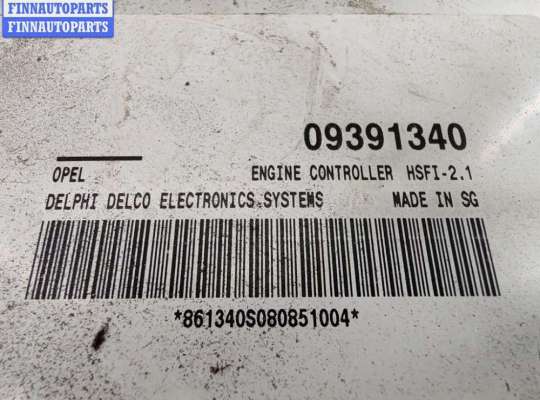 FINNAUTOPARTS
FINNAUTOPARTS
09391340
OPEL ENGINE CONTROLLER HSFI-2.1
DELPHI DELCO ELECTRONICS SYSTEMS MADE IN SG
*861340S080851004*